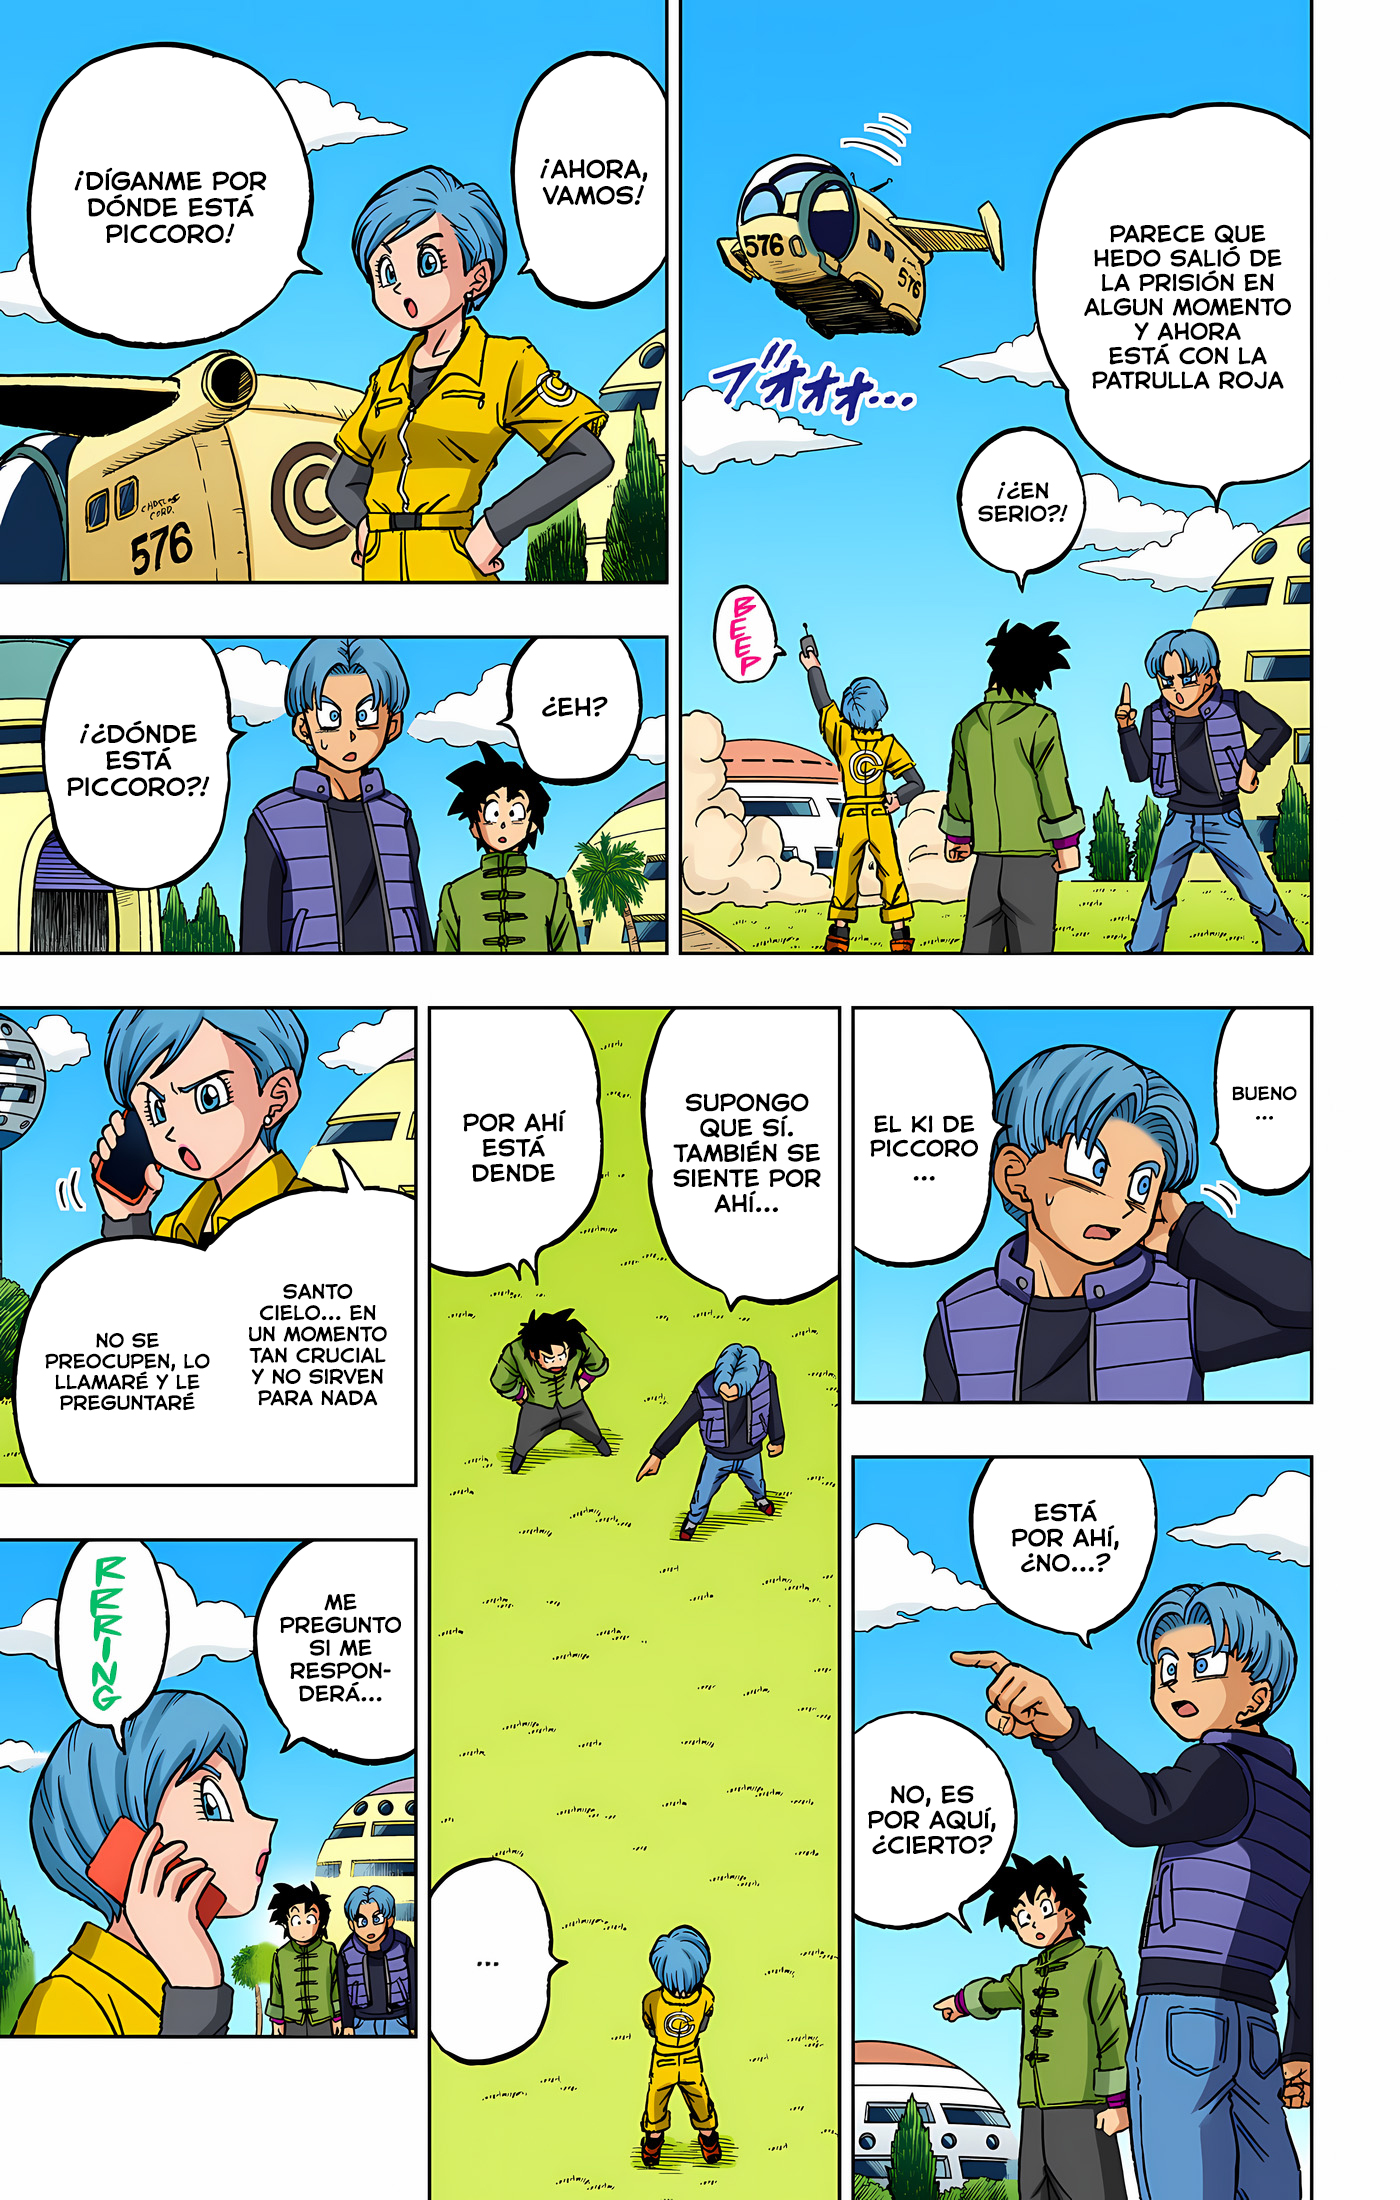 PARECE QUE
HEDO SALIÓ DE
LA PRISIÓN EN
ALGUN MOMENTO
Y AHORA
ESTÁ CON LA
PATRULLA ROJA
¡¿EN
SERIO?!
BEEP
576
576
ブオオオ…
¡AHORA,
VAMOS!
¡DÍGANME POR
DÓNDE ESTÁ
PICCORO!
CORP.
576
¿EH?
¡¿DÓNDE
ESTÁ
PICCORO?!
BUENO
...
EL KI DE
PICCORO
...
ESTÁ
POR AHÍ,
¿NO...?
NO, ES
POR AQUÍ,
¿CIERTO?
SUPONGO
QUE SÍ.
TAMBIÉN SE
SIENTE POR
AHÍ...
POR AHÍ
ESTÁ
DENDE
...
SANTO
CIELO... EN
UN MOMENTO
TAN CRUCIAL
Y NO SIRVEN
PARA NADA
NO SE
PREOCUPEN, LO
LLAMARÉ Y LE
PREGUNTARÉ
ME
PREGUNTO
SI ME
RESPON-
DERÁ...
RRRING